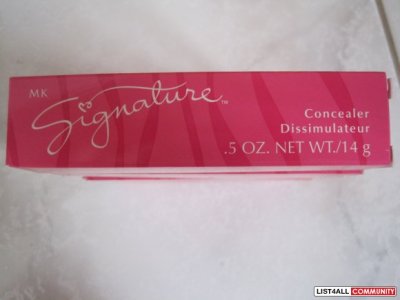 MK
Signature™
Concealer
Dissimulateur
.5 OZ. NET WT./14 g
LIST4ALL COMMUNITY